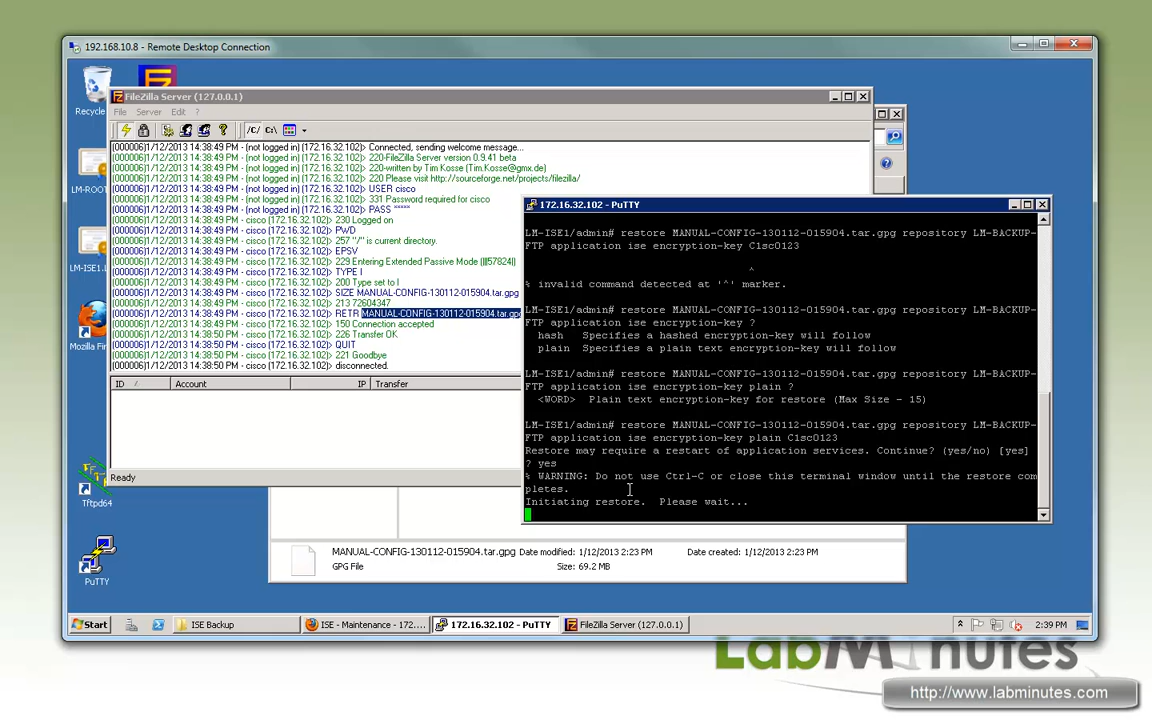 192.168.10.8 - Remote Desktop Connection
Recycle
FileZilla Server (127.0.0.1)
File Server Edit ?
/C/ C:\
(000006)1/12/2013 14:38:49 PM - (not logged in) (172.16.32.102)> Connected, sending welcome message...
(000006)1/12/2013 14:38:49 PM - (not logged in) (172.16.32.102)> 220-FileZilla Server version 0.9.41 beta
(000006)1/12/2013 14:38:49 PM - (not logged in) (172.16.32.102)> 220-written by Tim Kosse (Tim.Kosse@gmx.de)
(000006)1/12/2013 14:38:49 PM - (not logged in) (172.16.32.102)> 220 Please visit http://sourceforge.net/projects/filezilla/
(000006)1/12/2013 14:38:49 PM - (not logged in) (172.16.32.102)> USER cisco
(000006)1/12/2013 14:38:49 PM - (not logged in) (172.16.32.102)> 331 Password required for cisco
(000006)1/12/2013 14:38:49 PM - (not logged in) (172.16.32.102)> PASS *****
(000006)1/12/2013 14:38:49 PM - cisco (172.16.32.102)> 230 Logged on
(000006)1/12/2013 14:38:49 PM - cisco (172.16.32.102)> PWD
(000006)1/12/2013 14:38:49 PM - cisco (172.16.32.102)> 257 "/" is current directory.
(000006)1/12/2013 14:38:49 PM - cisco (172.16.32.102)> EPSV
(000006)1/12/2013 14:38:49 PM - cisco (172.16.32.102)> 229 Entering Extended Passive Mode (|||57824|)
(000006)1/12/2013 14:38:49 PM - cisco (172.16.32.102)> TYPE I
(000006)1/12/2013 14:38:49 PM - cisco (172.16.32.102)> 200 Type set to I
(000006)1/12/2013 14:38:49 PM - cisco (172.16.32.102)> SIZE MANUAL-CONFIG-130112-015904.tar.gpg
(000006)1/12/2013 14:38:49 PM - cisco (172.16.32.102)> 213 72604347
(000006)1/12/2013 14:38:49 PM - cisco (172.16.32.102)> RETR MANUAL-CONFIG-130112-015904.tar.gpg
(000006)1/12/2013 14:38:49 PM - cisco (172.16.32.102)> 150 Connection accepted
(000006)1/12/2013 14:38:50 PM - cisco (172.16.32.102)> 226 Transfer OK
(000006)1/12/2013 14:38:50 PM - cisco (172.16.32.102)> QUIT
(000006)1/12/2013 14:38:50 PM - cisco (172.16.32.102)> 221 Goodbye
(000006)1/12/2013 14:38:50 PM - cisco (172.16.32.102)> disconnected.
ID / Account IP Transfer
Ready
LM-ROOT
LM-ISE1.l
Mozilla Fire
Tftpd64
PuTTY
172.16.32.102 - PuTTY
LM-ISE1/admin# restore MANUAL-CONFIG-130112-015904.tar.gpg repository LM-BACKUP-
FTP application ise encryption-key C1sc0123
^
% invalid command detected at '^' marker.
LM-ISE1/admin# restore MANUAL-CONFIG-130112-015904.tar.gpg repository LM-BACKUP-
FTP application ise encryption-key ?
hash Specifies a hashed encryption-key will follow
plain Specifies a plain text encryption-key will follow
LM-ISE1/admin# restore MANUAL-CONFIG-130112-015904.tar.gpg repository LM-BACKUP-
FTP application ise encryption-key plain ?
<WORD> Plain text encryption-key for restore (Max Size - 15)
LM-ISE1/admin# restore MANUAL-CONFIG-130112-015904.tar.gpg repository LM-BACKUP-
FTP application ise encryption-key plain C1sc0123
Restore may require a restart of application services. Continue? (yes/no) [yes]
? yes
% WARNING: Do not use Ctrl-C or close this terminal window until the restore com
pletes.
Initiating restore. Please wait...
MANUAL-CONFIG-130112-015904.tar.gpg Date modified: 1/12/2013 2:23 PM Date created: 1/12/2013 2:23 PM
GPG File Size: 69.2 MB
Start ISE Backup ISE - Maintenance - 172.... 172.16.32.102 - PuTTY FileZilla Server (127.0.0.1) 2:39 PM
LabMinutes
http://www.labminutes.com